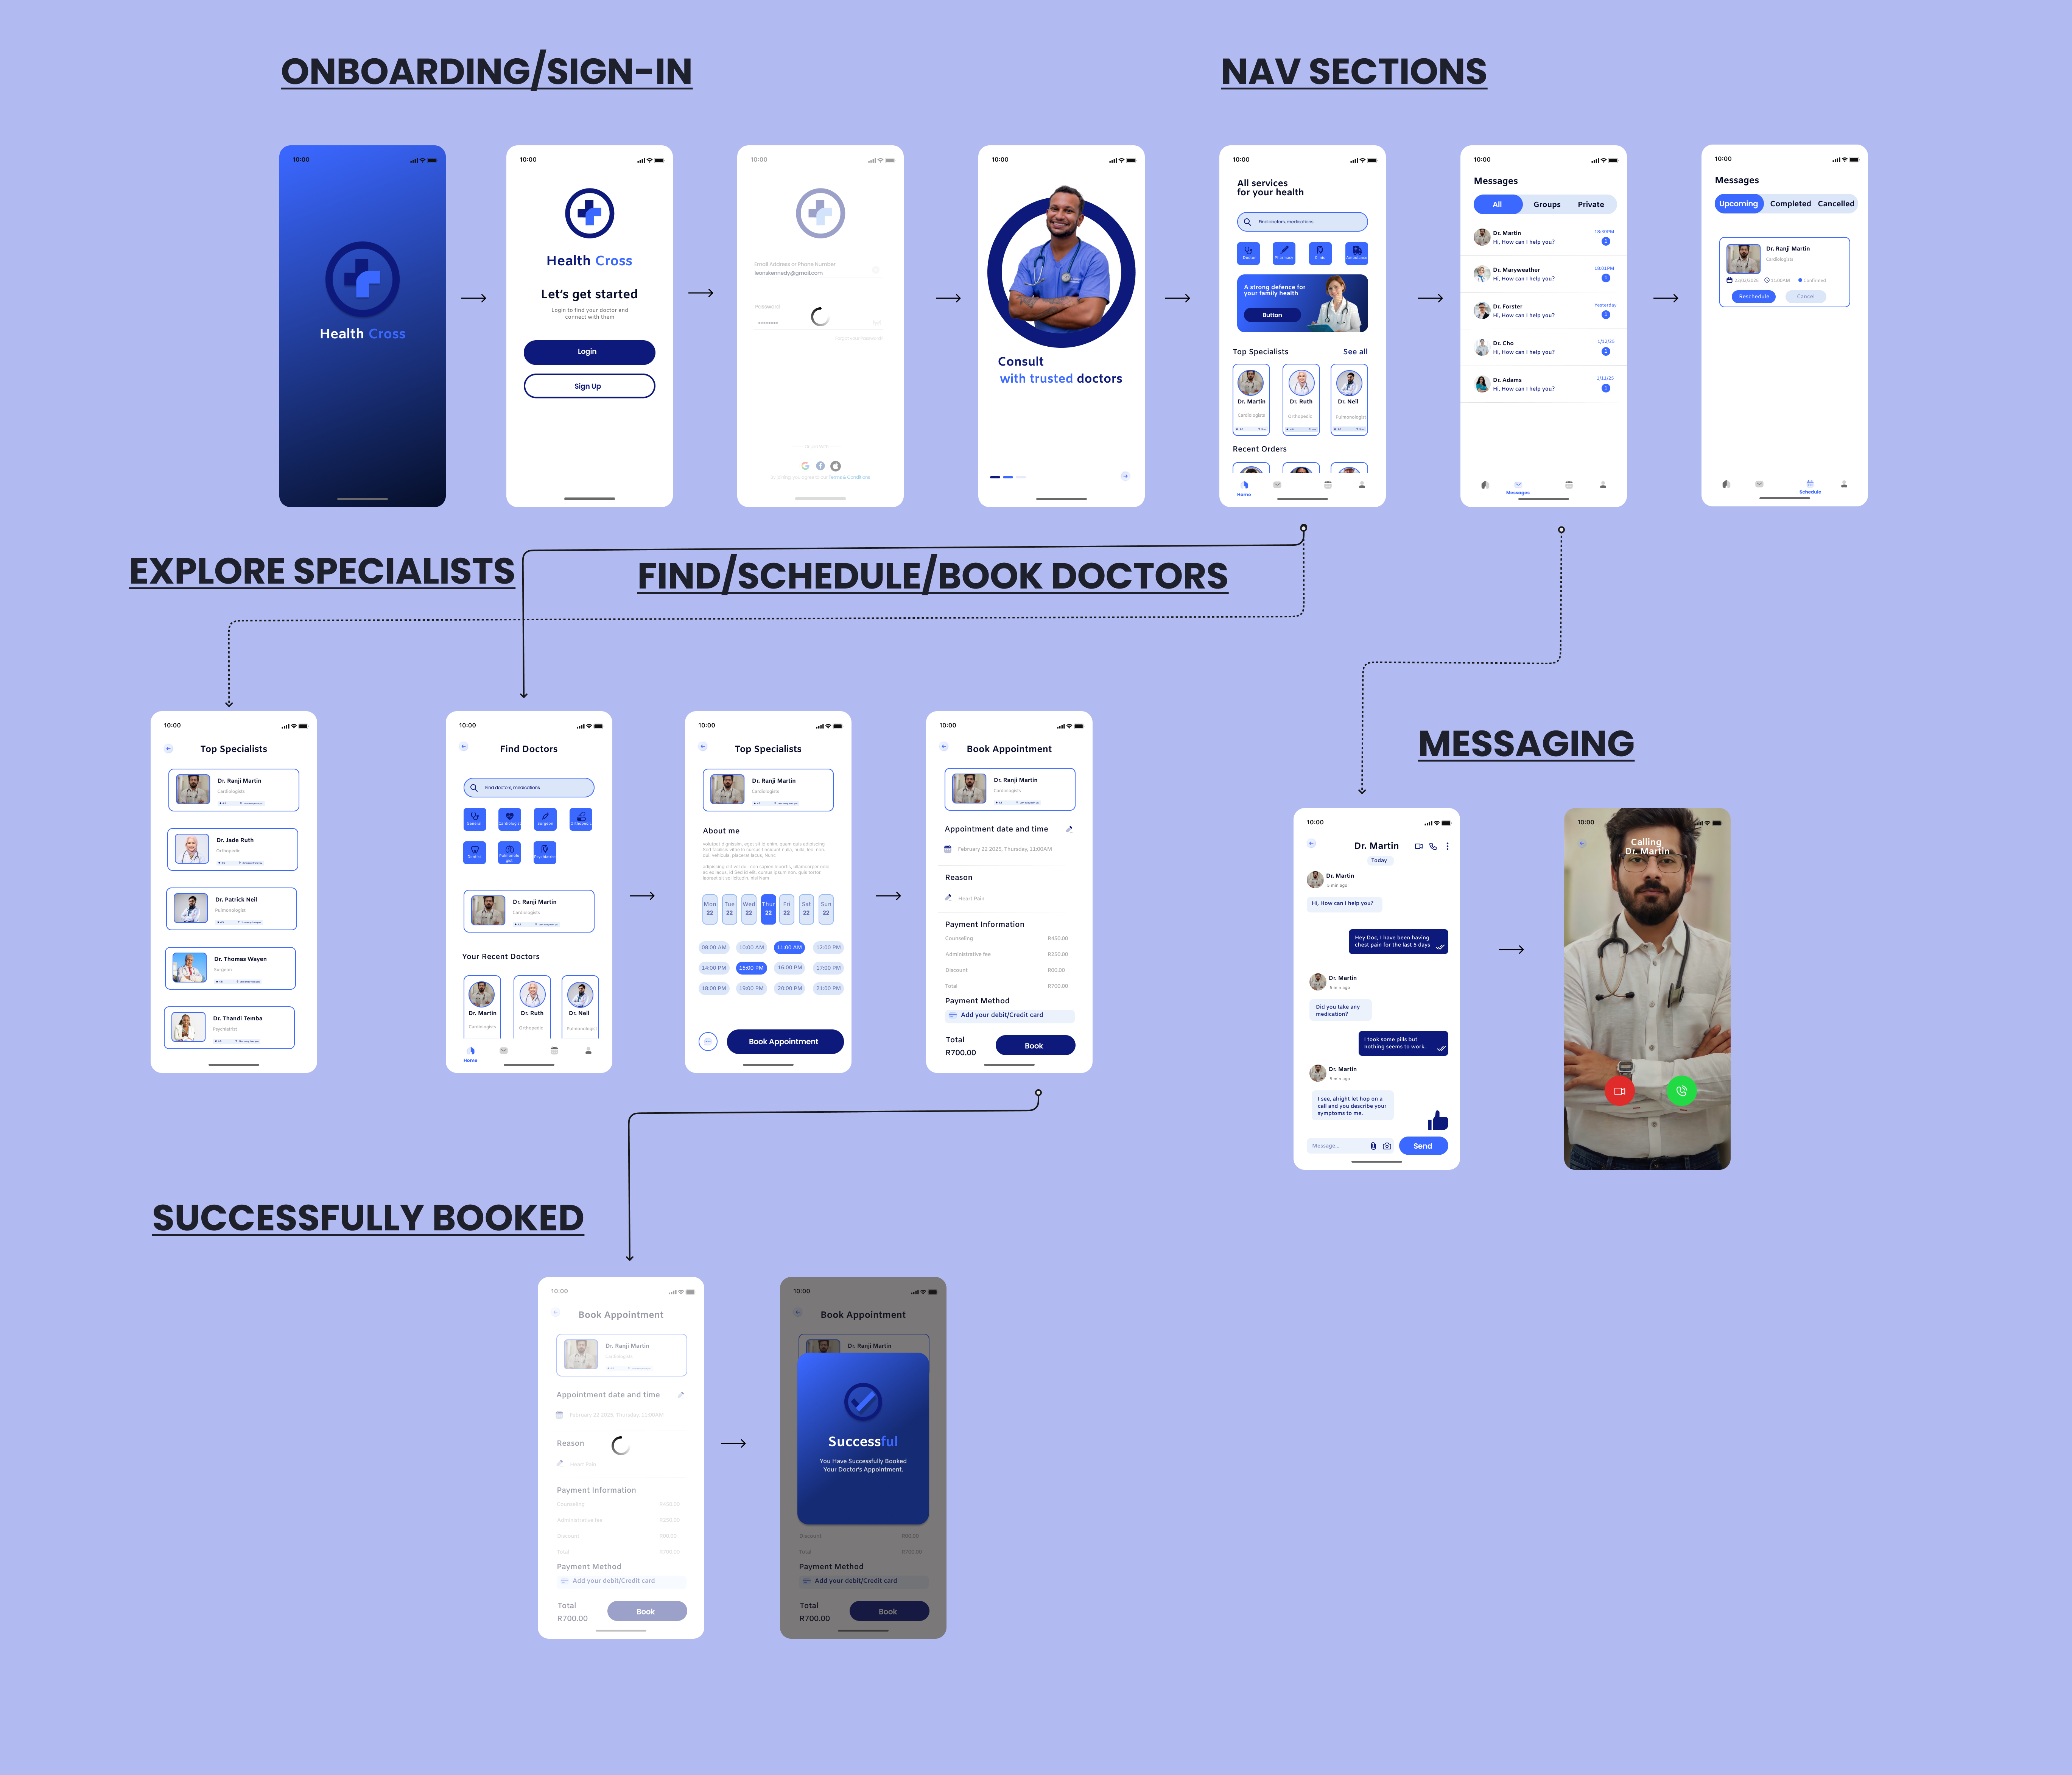 ONBOARDING/SIGN-IN
NAV SECTIONS
10:00
Health Cross
10:00
Health Cross
Let's get started
Login to find your doctor and
connect with them
Login
Sign Up
10:00
Email Address or Phone Number
leonskennedy@gmail.com
Password
********
Forgot your Password?
or join with
By joining, you agree to our Terms & Conditions
10:00
Consult
with trusted doctors
10:00
All services
for your health
Find doctors, medications
Doctor
Pharmacy
Clinic
Ambulance
A strong defence for
your family health
Button
Top Specialists
See all
Dr. Martin
Cardiologists
Dr. Ruth
Orthopedic
Dr. Neil
Pulmonologist
Recent Orders
Home
10:00
Messages
All
Groups
Private
Dr. Martin
18:30PM
Hi, How can I help you?
1
Dr. Maryweather
18:01PM
Hi, How can I help you?
1
Dr. Forster
Yesterday
Hi, How can I help you?
1
Dr. Cho
Hi, How can I help you?
1
Dr. Adams
Hi, How can I help you?
1
Messages
10:00
Messages
Upcoming
Completed
Cancelled
Dr. Ranji Martin
Cardiologists
11:00AM
Confirmed
Reschedule
Cancel
Schedule
EXPLORE SPECIALISTS
FIND/SCHEDULE/BOOK DOCTORS
MESSAGING
10:00
Top Specialists
Dr. Ranji Martin
Cardiologists
Dr. Jade Ruth
Orthopedic
Dr. Patrick Neil
Pulmonologist
Dr. Thomas Wayen
Surgeon
Dr. Thandi Temba
Psychiatrist
10:00
Find Doctors
Find doctors, medications
General
Cardiologist
Surgeon
Orthopedic
Dentist
Pulmonolo
gist
Psychiatrist
Dr. Ranji Martin
Cardiologists
Your Recent Doctors
Dr. Martin
Cardiologists
Dr. Ruth
Orthopedic
Dr. Neil
Pulmonologist
Home
10:00
Top Specialists
Dr. Ranji Martin
Cardiologists
About me
Mon
22
Tue
22
Wed
22
Thur
22
Fri
22
Sat
22
Sun
22
09:00 AM
10:00 AM
11:00 AM
12:00 PM
14:00 PM
15:00 PM
16:00 PM
17:00 PM
18:00 PM
19:00 PM
20:00 PM
21:00 PM
Book Appointment
10:00
Book Appointment
Dr. Ranji Martin
Cardiologists
Appointment date and time
February 22 2025, Thursday, 11:00AM
Reason
Heart Pain
Payment Information
Counseling
R450.00
Administrative fee
R250.00
Discount
R00.00
Total
R700.00
Payment Method
Add your debit/Credit card
Total
R700.00
Book
10:00
Dr. Martin
Today
Dr. Martin
5 min ago
Hi, How can I help you?
Hey Doc, I have been having
chest pain for the last 5 days
Dr. Martin
5 min ago
Did you take any
medication?
I took some pills but
nothing seems to work.
Dr. Martin
5 min ago
I see, alright let hop on a
call and you describe your
symptoms to me.
Message...
Send
10:00
Calling
Dr. Martin
SUCCESSFULLY BOOKED
10:00
Book Appointment
Dr. Ranji Martin
Cardiologists
Appointment date and time
February 22 2025, Thursday, 11:00AM
Reason
Heart Pain
Payment Information
Counseling
R450.00
Administrative fee
R250.00
Discount
R00.00
Total
R700.00
Payment Method
Add your debit/Credit card
Total
R700.00
Book
10:00
Book Appointment
Dr. Ranji Martin
Successful
You Have Successfully Booked
Your Doctor's Appointment.
Discount
R00.00
Total
R700.00
Payment Method
Add your debit/Credit card
Total
R700.00
Book